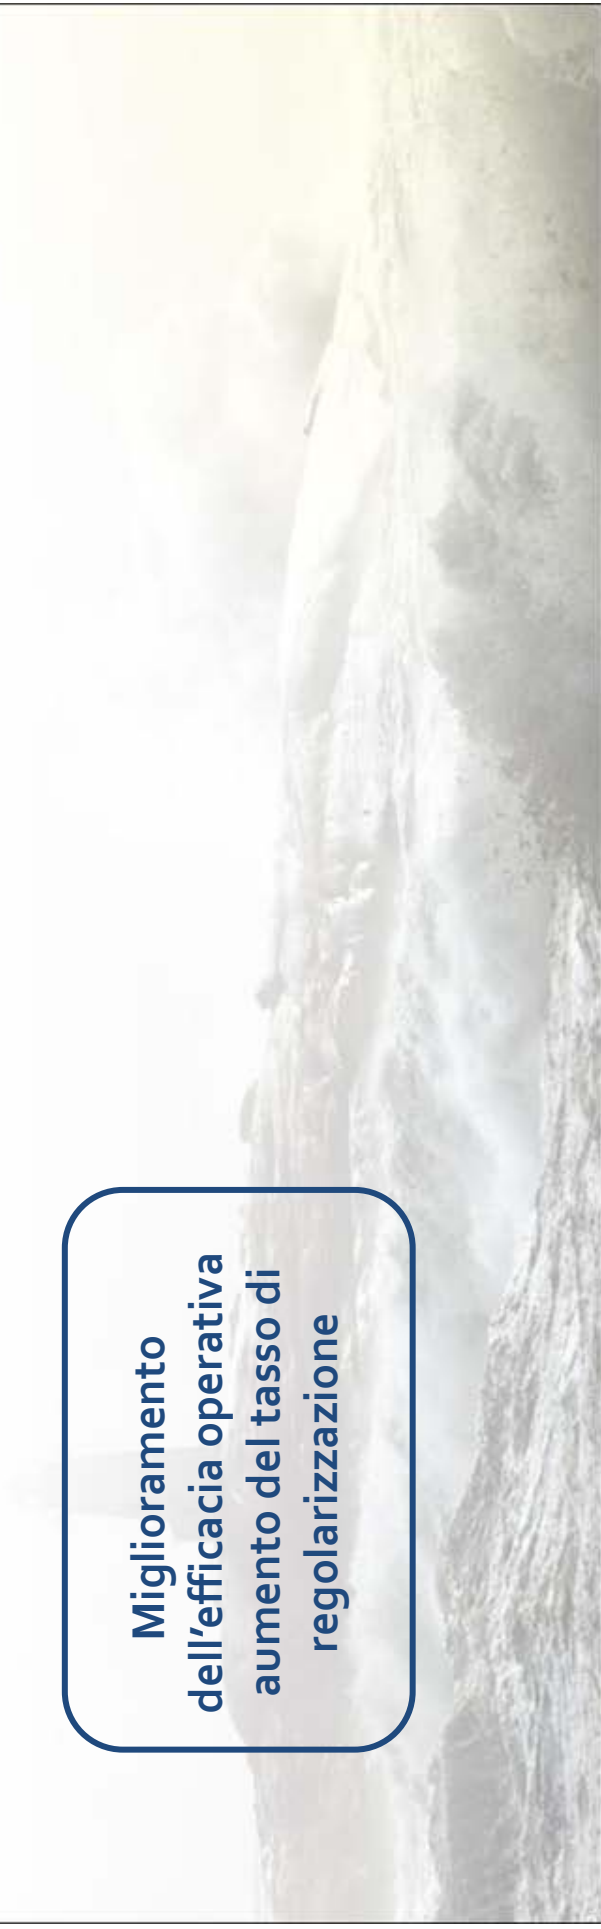 Miglioramento
dell’efficacia operativa
aumento del tasso di
regolarizzazione